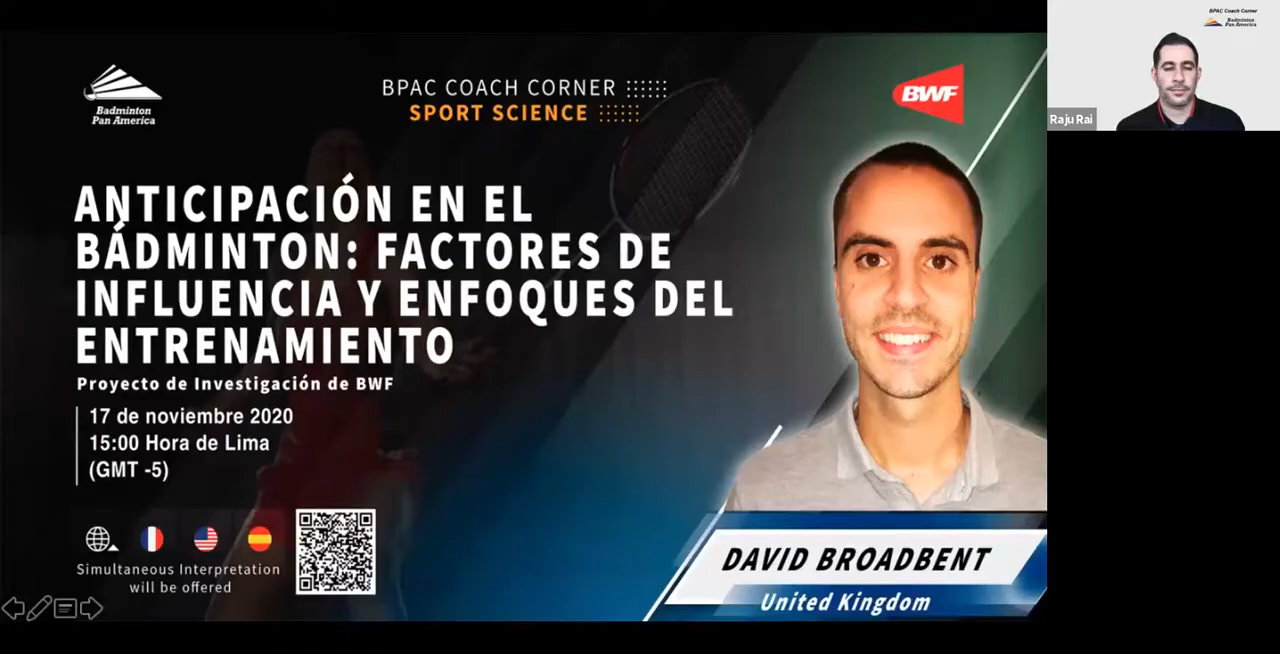 Badminton
Pan America
BPAC COACH CORNER
SPORT SCIENCE
BWF
ANTICIPACIÓN EN EL
BÁDMINTON: FACTORES DE
INFLUENCIA Y ENFOQUES DEL
ENTRENAMIENTO
Proyecto de Investigación de BWF
17 de noviembre 2020
15:00 Hora de Lima
(GMT -5)
Simultaneous Interpretation
will be offered
DAVID BROADBENT
United Kingdom
BPAC Coach Corner
Badminton
Pan America
Raju Rai